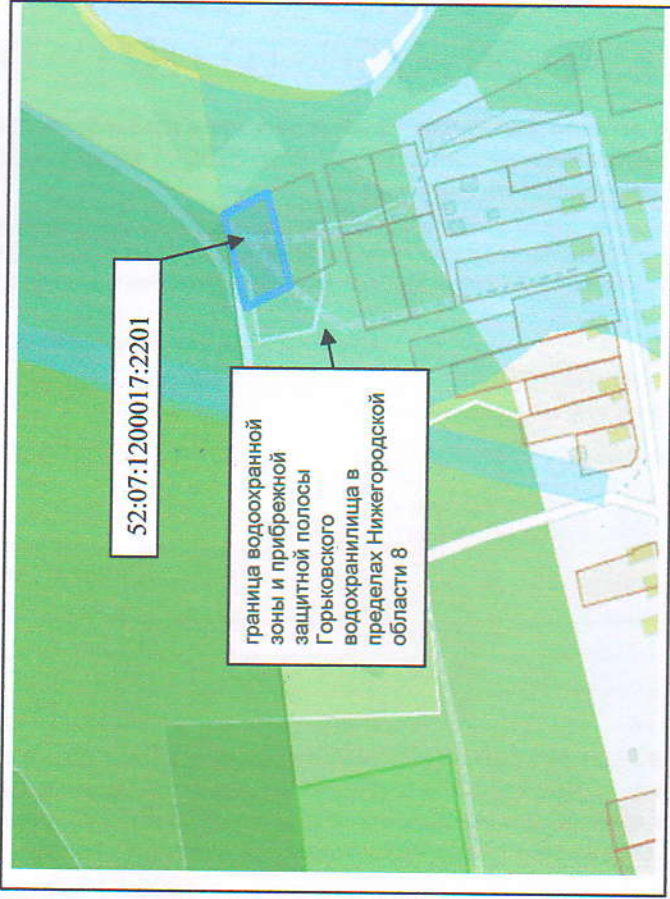 52:07:1200017:2201
граница водоохранной
зоны и прибрежной
защитной полосы
Горьковского
водохранилища в
пределах Нижегородской
области 8